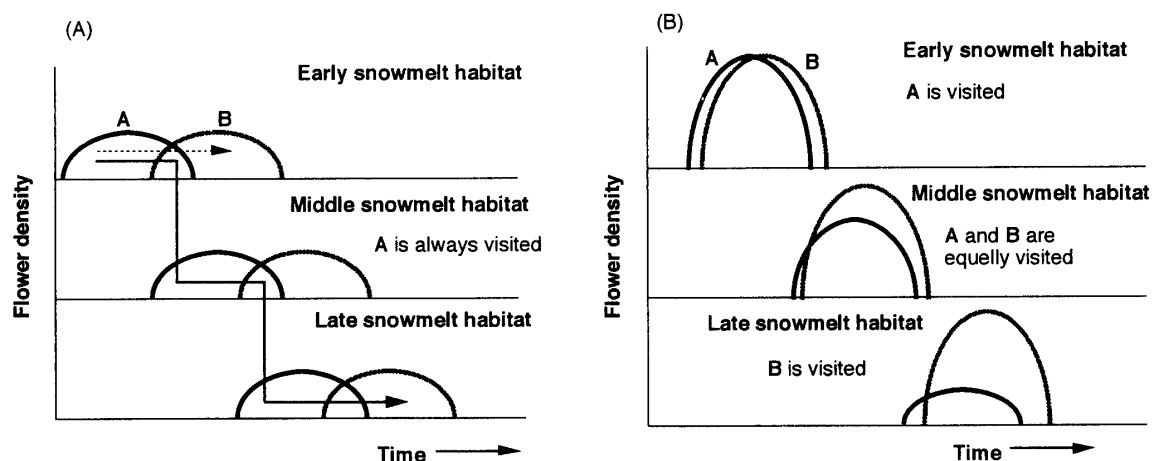 (A)
Early snowmelt habitat
A
B
Middle snowmelt habitat
A is always visited
Late snowmelt habitat
Flower density
Time
(B)
Early snowmelt habitat
A
B
A is visited
Middle snowmelt habitat
A and B are
equelly visited
Late snowmelt habitat
B is visited
Flower density
Time